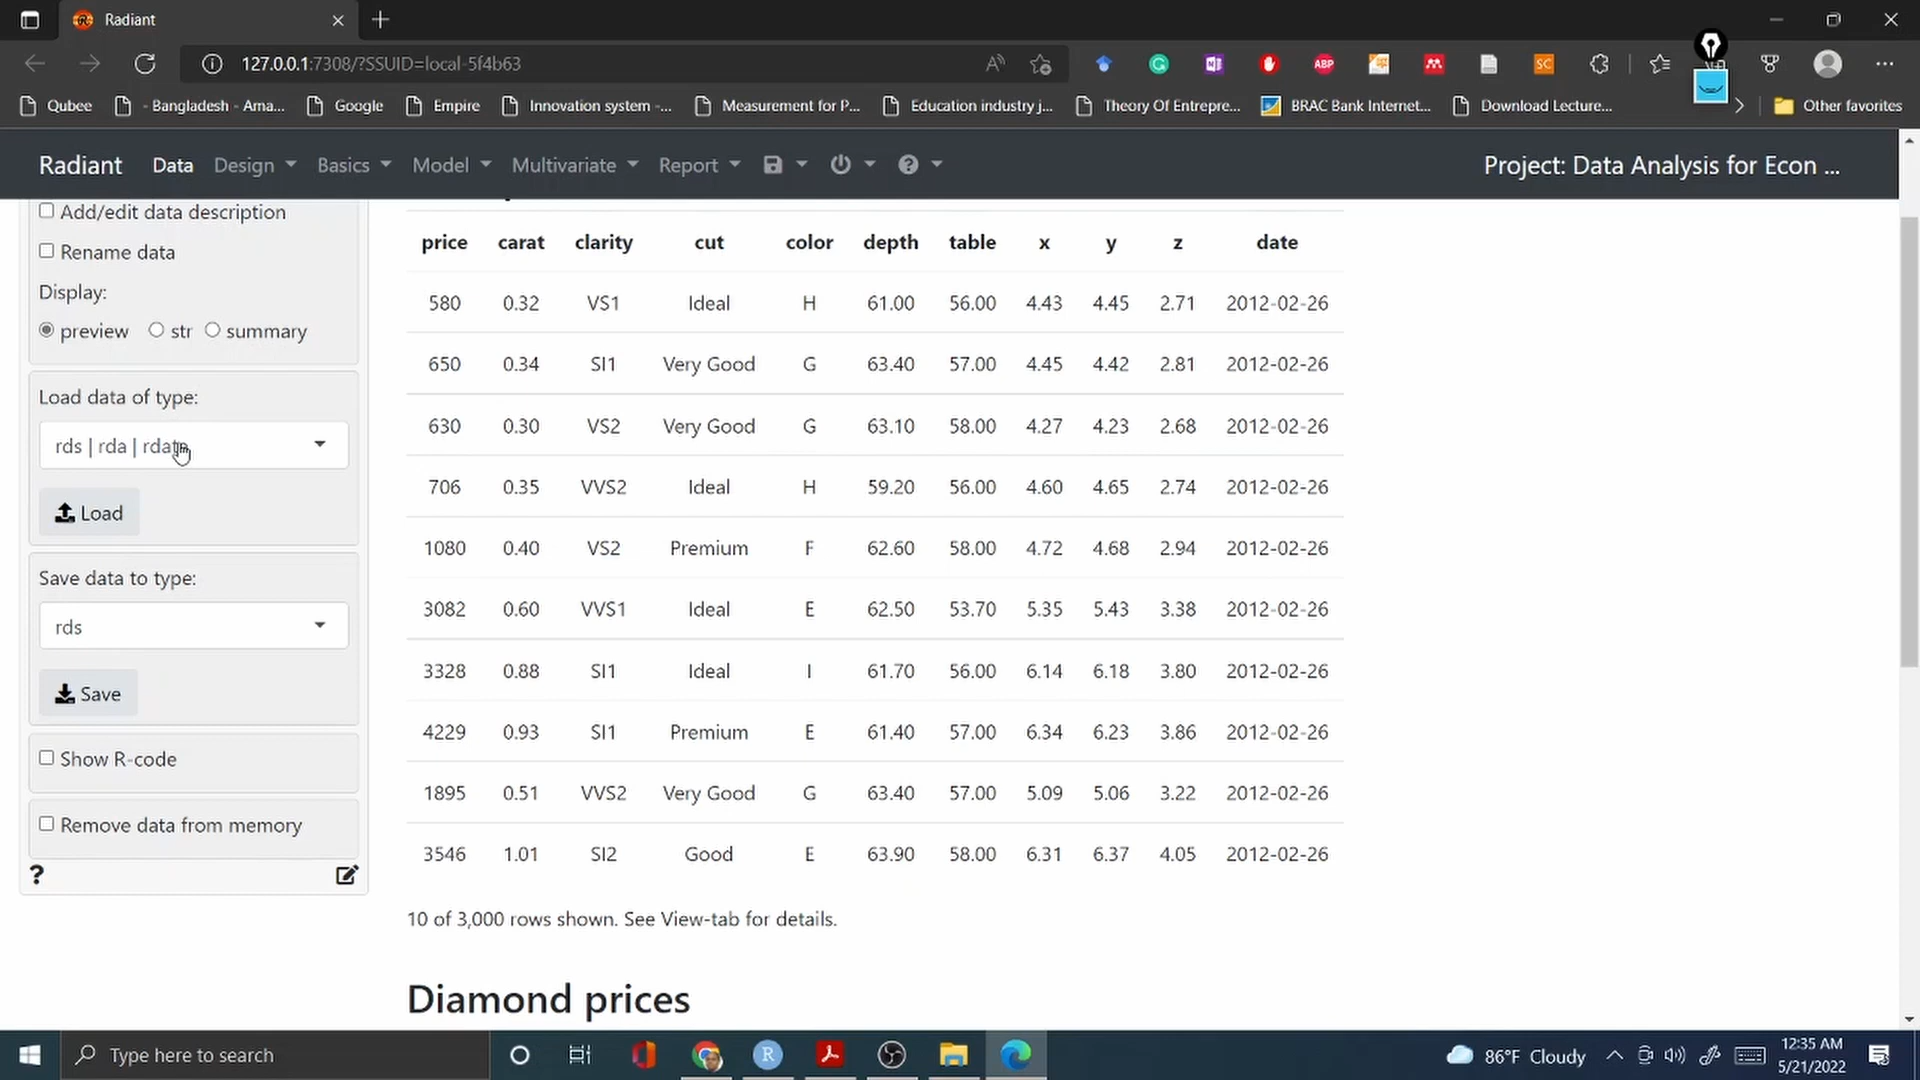 Radiant
127.0.0.1:7308/?SSUID=local-5f4b63
ABP
SC
Qubee
- Bangladesh - Ama...
Google
Empire
Innovation system -...
Measurement for P...
Education industry j...
Theory Of Entrepre...
BRAC Bank Internet...
Download Lecture...
Other favorites
Radiant Data Design Basics Model Multivariate Report
Project: Data Analysis for Econ ...
Add/edit data description
Rename data
Display:
preview str summary
Load data of type:
rds | rda |
Load
Save data to type:
rds
Save
Show R-code
Remove data from memory
?
price carat clarity cut color depth table x y z date
580 0.32 VS1 Ideal H 61.00 56.00 4.43 4.45 2.71 2012-02-26
650 0.34 SI1 Very Good G 63.40 57.00 4.45 4.42 2.81 2012-02-26
630 0.30 VS2 Very Good G 63.10 58.00 4.27 4.23 2.68 2012-02-26
706 0.35 VVS2 Ideal H 59.20 56.00 4.60 4.65 2.74 2012-02-26
1080 0.40 VS2 Premium F 62.60 58.00 4.72 4.68 2.94 2012-02-26
3082 0.60 VVS1 Ideal E 62.50 53.70 5.35 5.43 3.38 2012-02-26
3328 0.88 SI1 Ideal I 61.70 56.00 6.14 6.18 3.80 2012-02-26
4229 0.93 SI1 Premium E 61.40 57.00 6.34 6.23 3.86 2012-02-26
1895 0.51 VVS2 Very Good G 63.40 57.00 5.09 5.06 3.22 2012-02-26
3546 1.01 SI2 Good E 63.90 58.00 6.31 6.37 4.05 2012-02-26
10 of 3,000 rows shown. See View-tab for details.
Diamond prices
Type here to search
86°F Cloudy
12:35 AM
5/21/2022